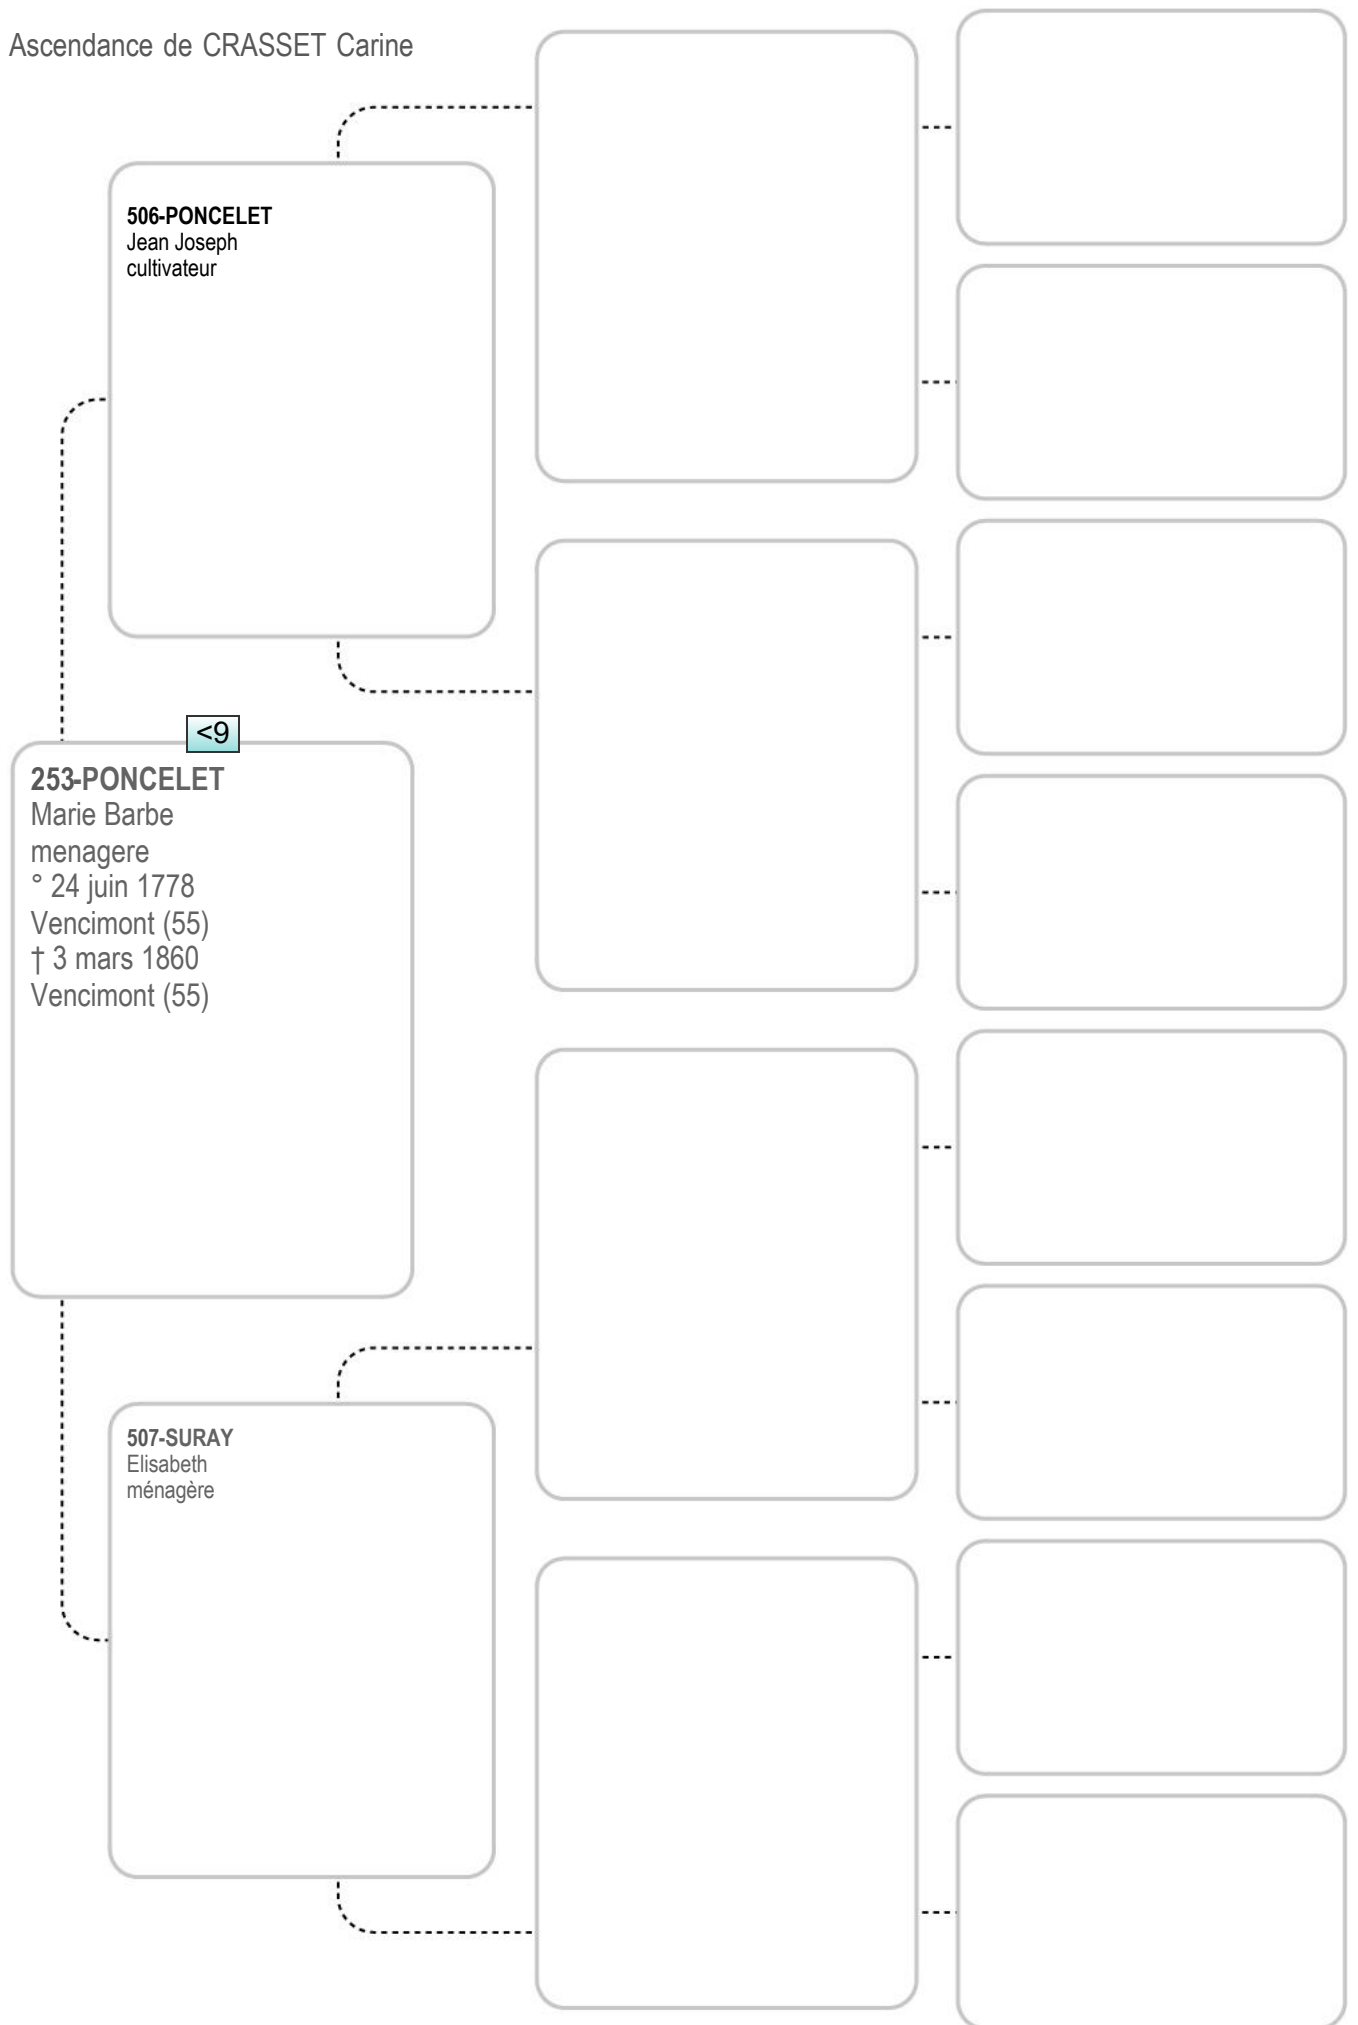 Ascendance de CRASSET Carine
506-PONCELET
Jean Joseph
cultivateur
<9
253-PONCELET
Marie Barbe
menagere
° 24 juin 1778
Vencimont (55)
† 3 mars 1860
Vencimont (55)
507-SURAY
Elisabeth
ménagère